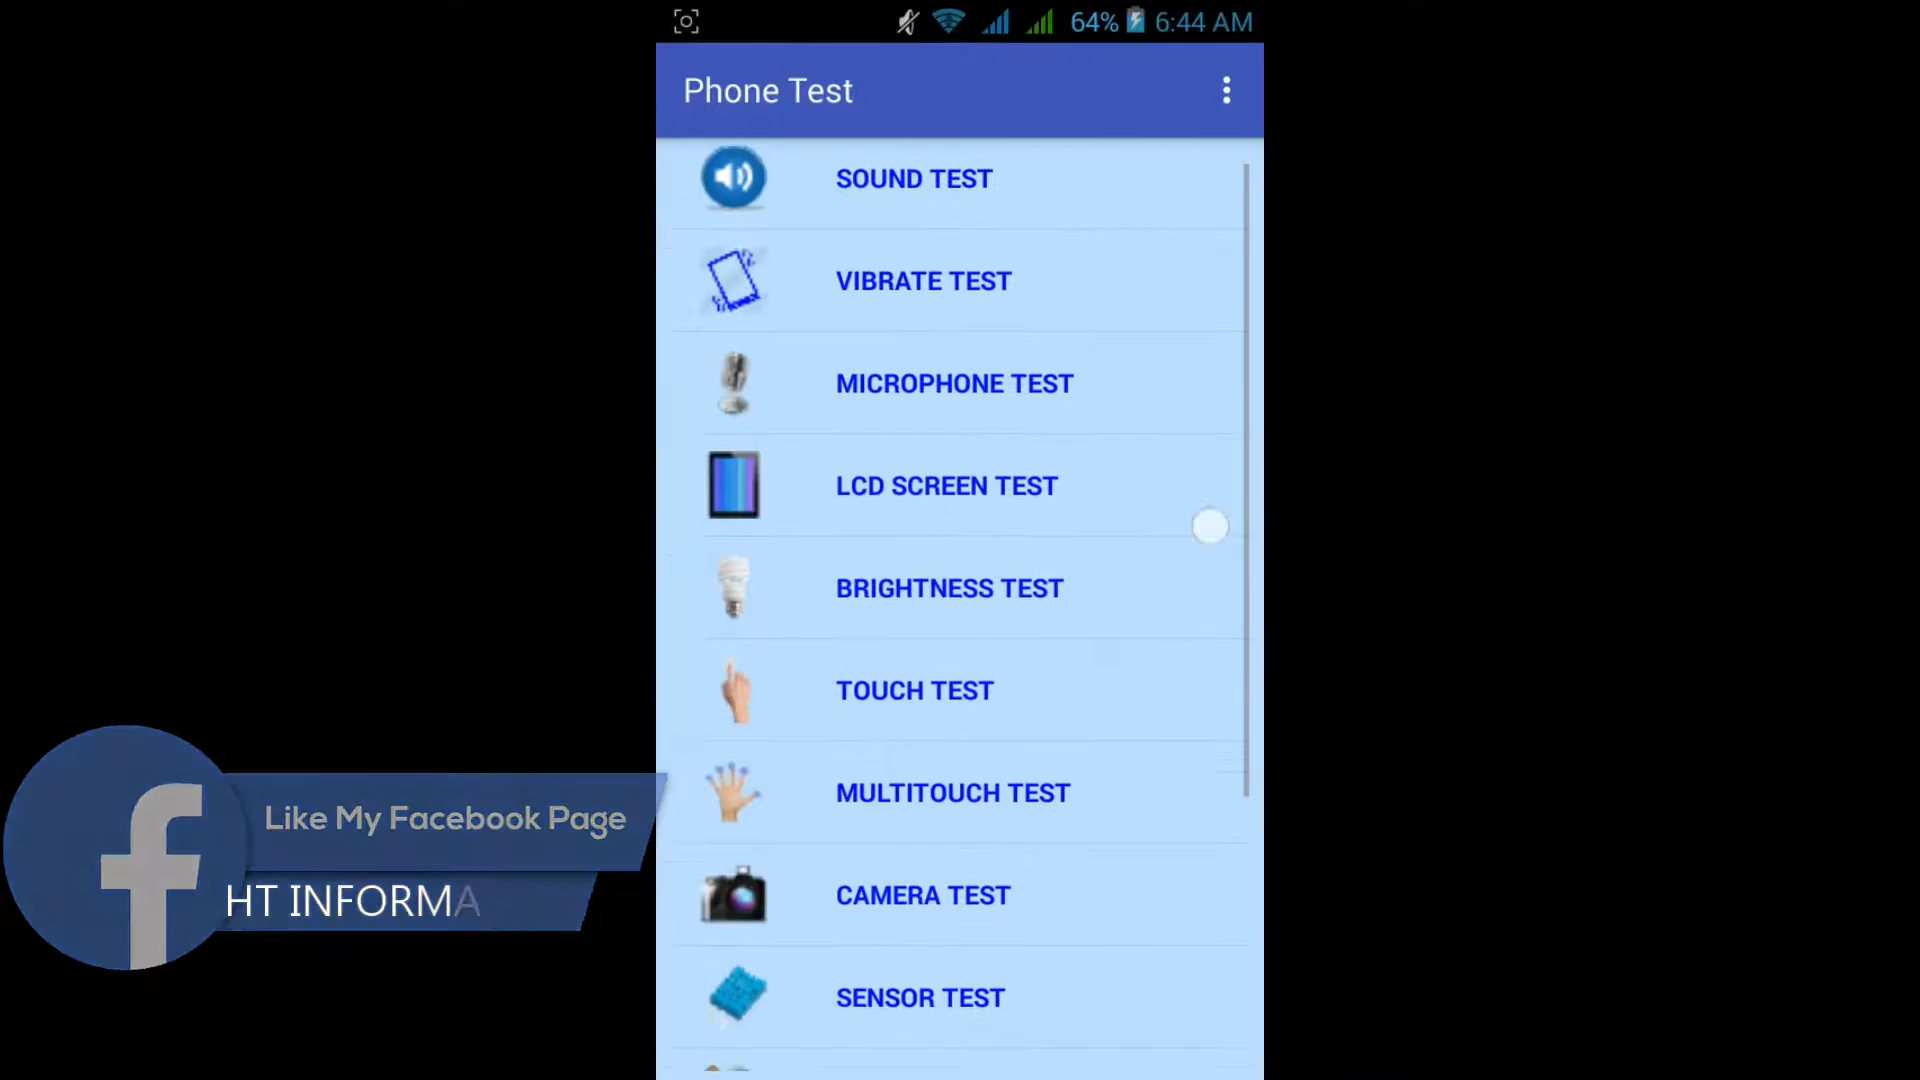 64% 6:44 AM
Phone Test
SOUND TEST
VIBRATE TEST
MICROPHONE TEST
LCD SCREEN TEST
BRIGHTNESS TEST
TOUCH TEST
MULTITOUCH TEST
CAMERA TEST
SENSOR TEST
Like My Facebook Page
HT INFORMA